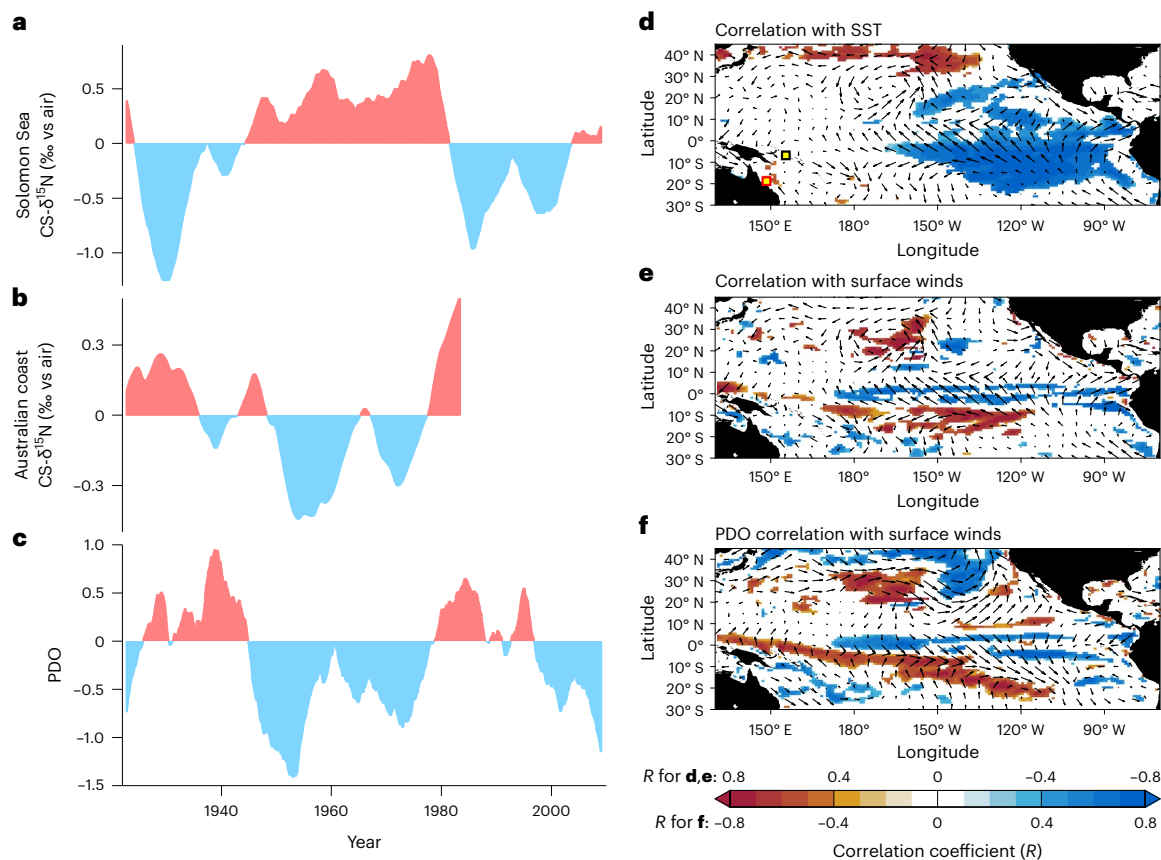 a
0.5
0
−0.5
−1.0
Solomon Sea
CS-δ¹⁵N (‰ vs air)
b
0.3
0
−0.3
Australian coast
CS-δ¹⁵N (‰ vs air)
c
1.0
0.5
0
−0.5
−1.0
−1.5
PDO
1940
1960
1980
2000
Year
d
Correlation with SST
40° N
30° N
20° N
10° N
0°
10° S
20° S
30° S
Latitude
150° E
180°
150° W
120° W
90° W
Longitude
e
Correlation with surface winds
40° N
30° N
20° N
10° N
0°
10° S
20° S
30° S
Latitude
150° E
180°
150° W
120° W
90° W
Longitude
f
PDO correlation with surface winds
40° N
30° N
20° N
10° N
0°
10° S
20° S
30° S
Latitude
150° E
180°
150° W
120° W
90° W
Longitude
R for d,e: 0.8 0.4 0 −0.4 −0.8
R for f: −0.8 −0.4 0 0.4 0.8
Correlation coefficient (R)